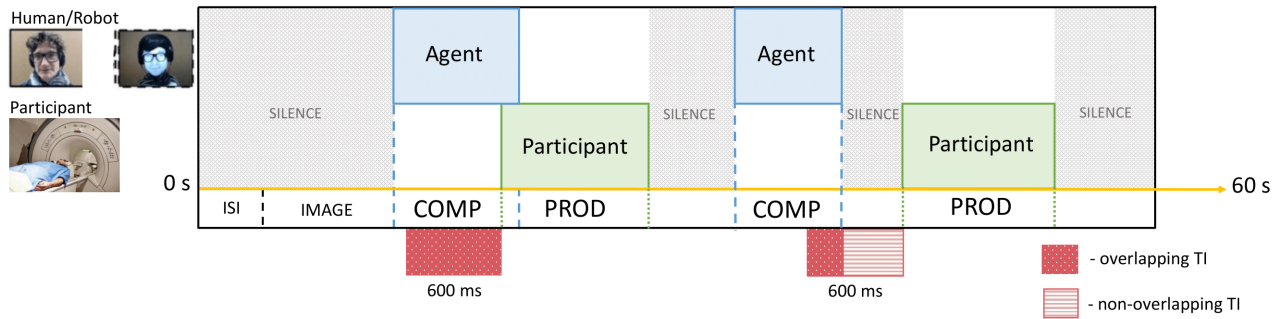 Human/Robot
Participant
Agent
Agent
SILENCE
SILENCE
SILENCE
SILENCE
Participant
Participant
0 s
60 s
ISI
IMAGE
COMP
PROD
COMP
PROD
600 ms
600 ms
- overlapping TI
- non-overlapping TI